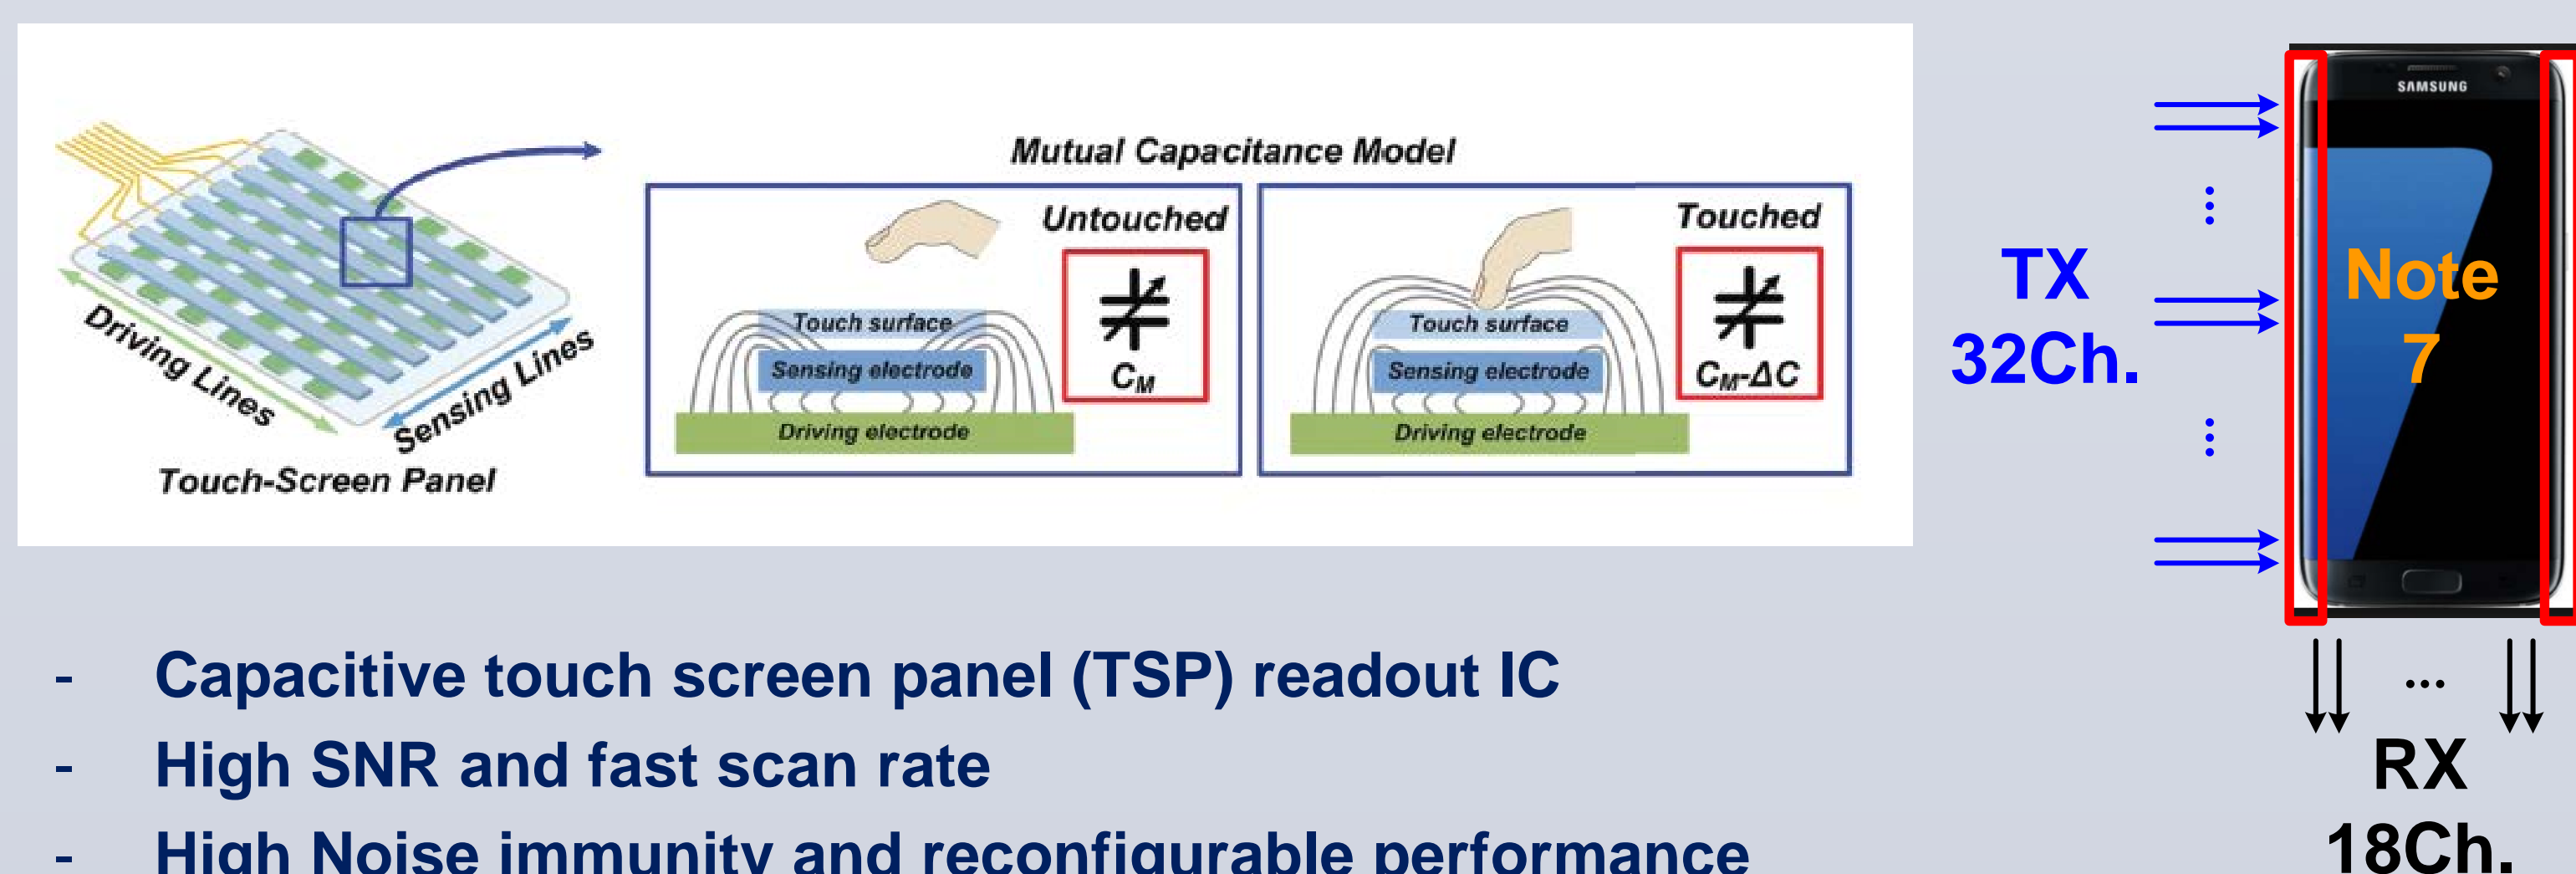 Mutual Capacitance Model
Untouched
Touch surface
Sensing electrode
Driving electrode
C_M
Touched
Touch surface
Sensing electrode
Driving electrode
C_M-ΔC
Driving Lines
Sensing Lines
Touch-Screen Panel
TX
32Ch.
SAMSUNG
Note
7
...
RX
18Ch.
- Capacitive touch screen panel (TSP) readout IC
- High SNR and fast scan rate
- High Noise immunity and reconfigurable performance